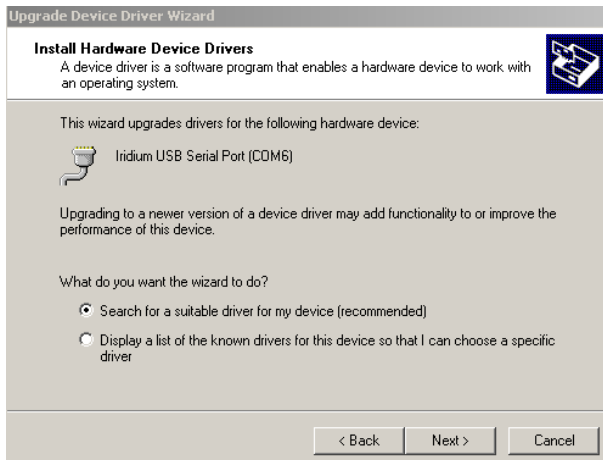 Upgrade Device Driver Wizard
Install Hardware Device Drivers
A device driver is a software program that enables a hardware device to work with
an operating system.
This wizard upgrades drivers for the following hardware device:
Iridium USB Serial Port (COM6)
Upgrading to a newer version of a device driver may add functionality to or improve the
performance of this device.
What do you want the wizard to do?
Search for a suitable driver for my device (recommended)
Display a list of the known drivers for this device so that I can choose a specific
driver
< Back Next > Cancel